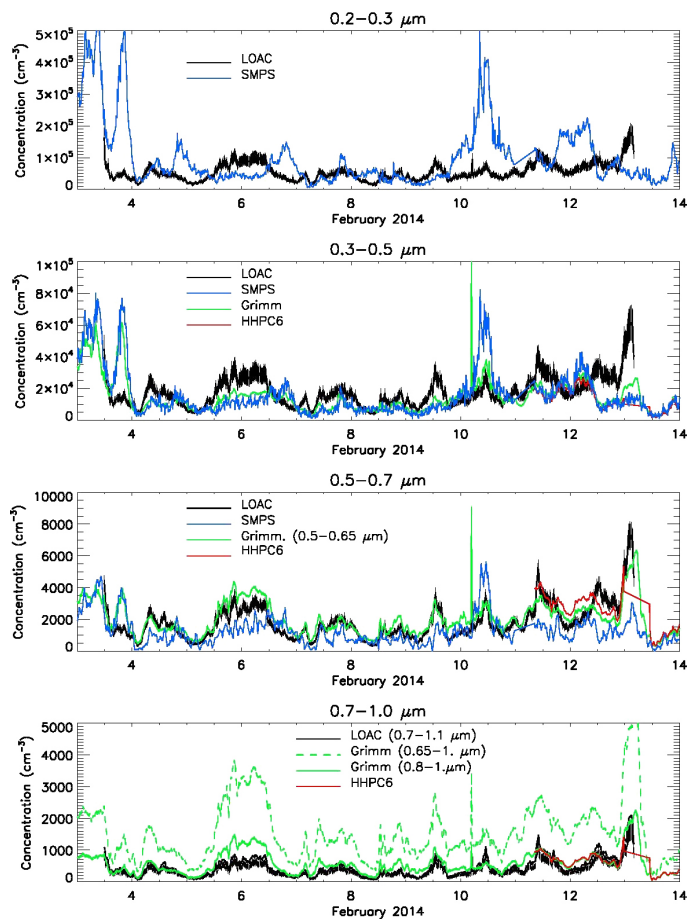 0.2−0.3 μm
5×10⁵
4×10⁵
3×10⁵
2×10⁵
1×10⁵
0
Concentration (cm⁻³)
LOAC
SMPS
4 6 8 10 12 14
February 2014
0.3−0.5 μm
1×10⁵
8×10⁴
6×10⁴
4×10⁴
2×10⁴
0
Concentration (cm⁻³)
LOAC
SMPS
Grimm
HHPC6
4 6 8 10 12 14
February 2014
0.5−0.7 μm
10000
8000
6000
4000
2000
0
Concentration (cm⁻³)
LOAC
SMPS
Grimm. (0.5−0.65 μm)
HHPC6
4 6 8 10 12 14
February 2014
0.7−1.0 μm
5000
4000
3000
2000
1000
0
Concentration (cm⁻³)
LOAC (0.7−1.1 μm)
Grimm (0.65−1. μm)
Grimm (0.8−1.μm)
HHPC6
4 6 8 10 12 14
February 2014